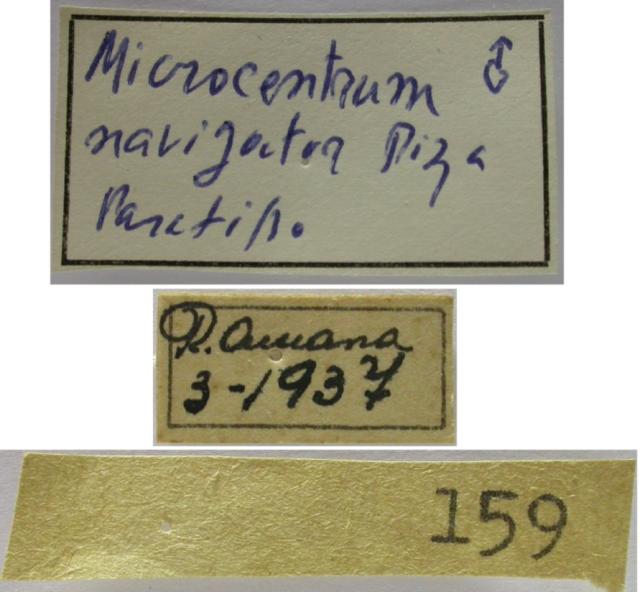 Microcentrum ♂
navigator Piza
Paratipo.
R. Amana
3-1937
159